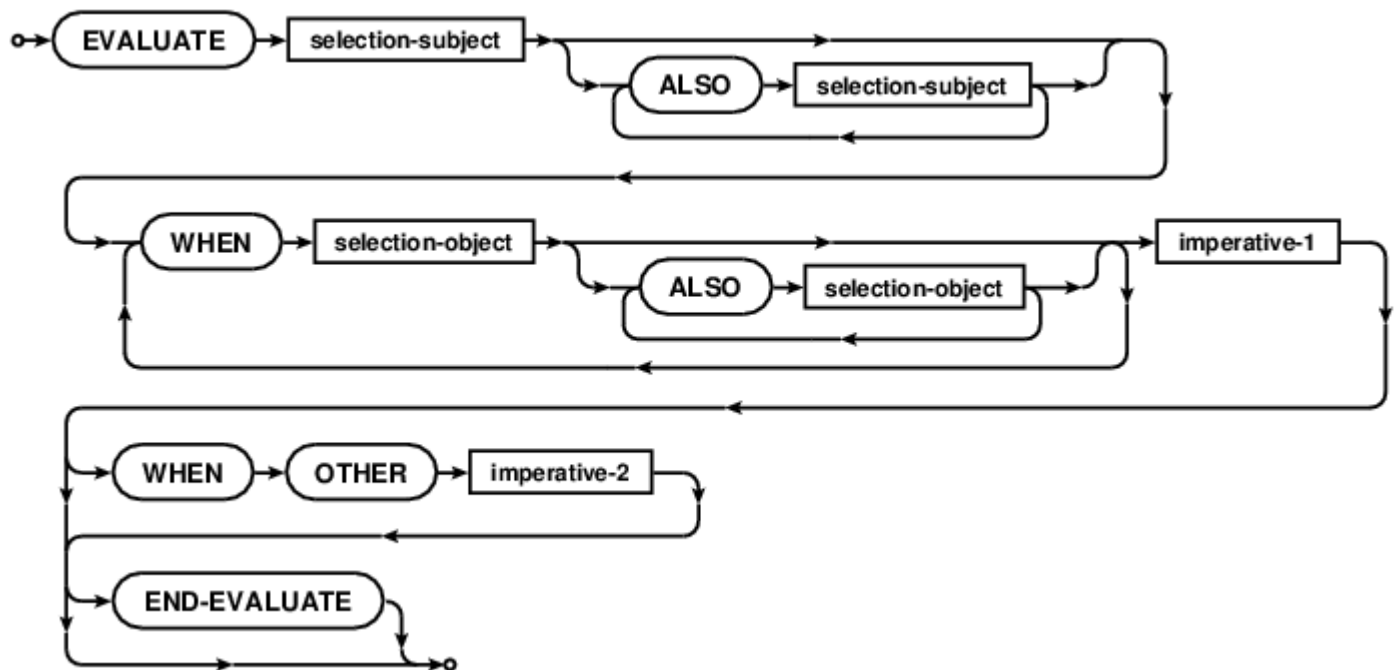 EVALUATE selection-subject
ALSO selection-subject
WHEN selection-object imperative-1
ALSO selection-object
WHEN OTHER imperative-2
END-EVALUATE